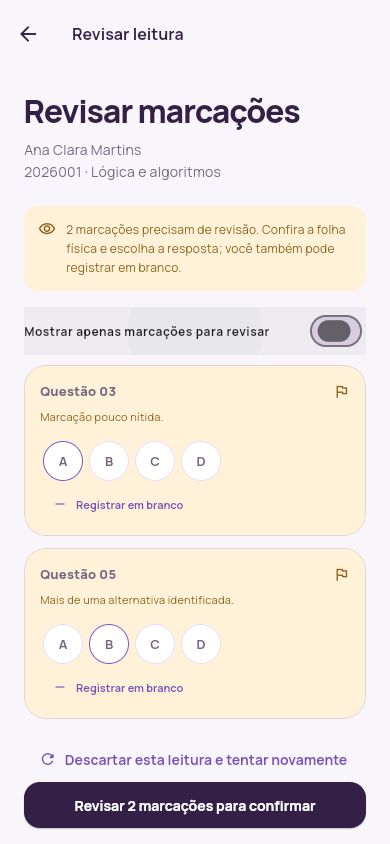 Revisar leitura
Revisar marcações
Ana Clara Martins
2026001 · Lógica e algoritmos
2 marcações precisam de revisão. Confira a folha
física e escolha a resposta; você também pode
registrar em branco.
Mostrar apenas marcações para revisar
Questão 03
Marcação pouco nítida.
A B C D
Registrar em branco
Questão 05
Mais de uma alternativa identificada.
A B C D
Registrar em branco
Descartar esta leitura e tentar novamente
Revisar 2 marcações para confirmar